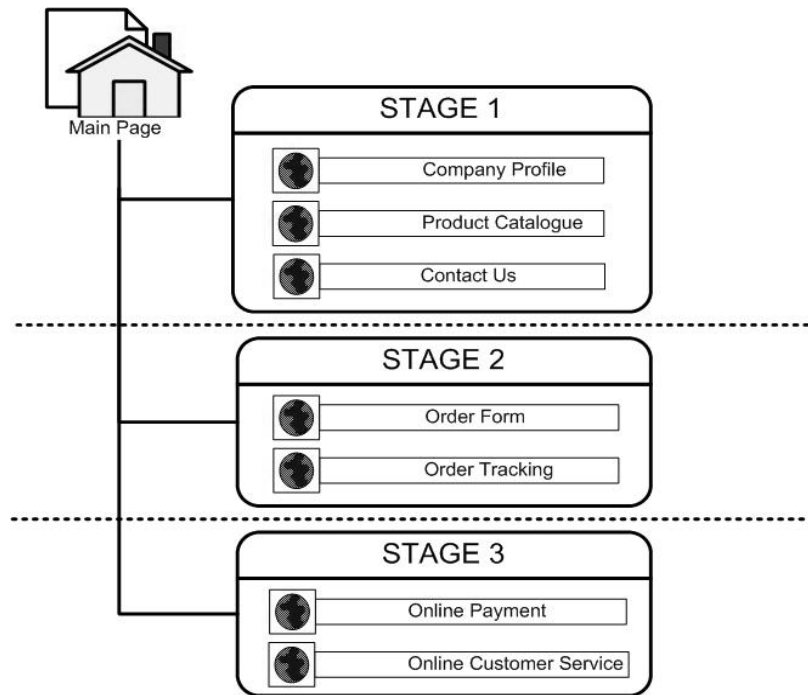 Main Page
STAGE 1
Company Profile
Product Catalogue
Contact Us
STAGE 2
Order Form
Order Tracking
STAGE 3
Online Payment
Online Customer Service